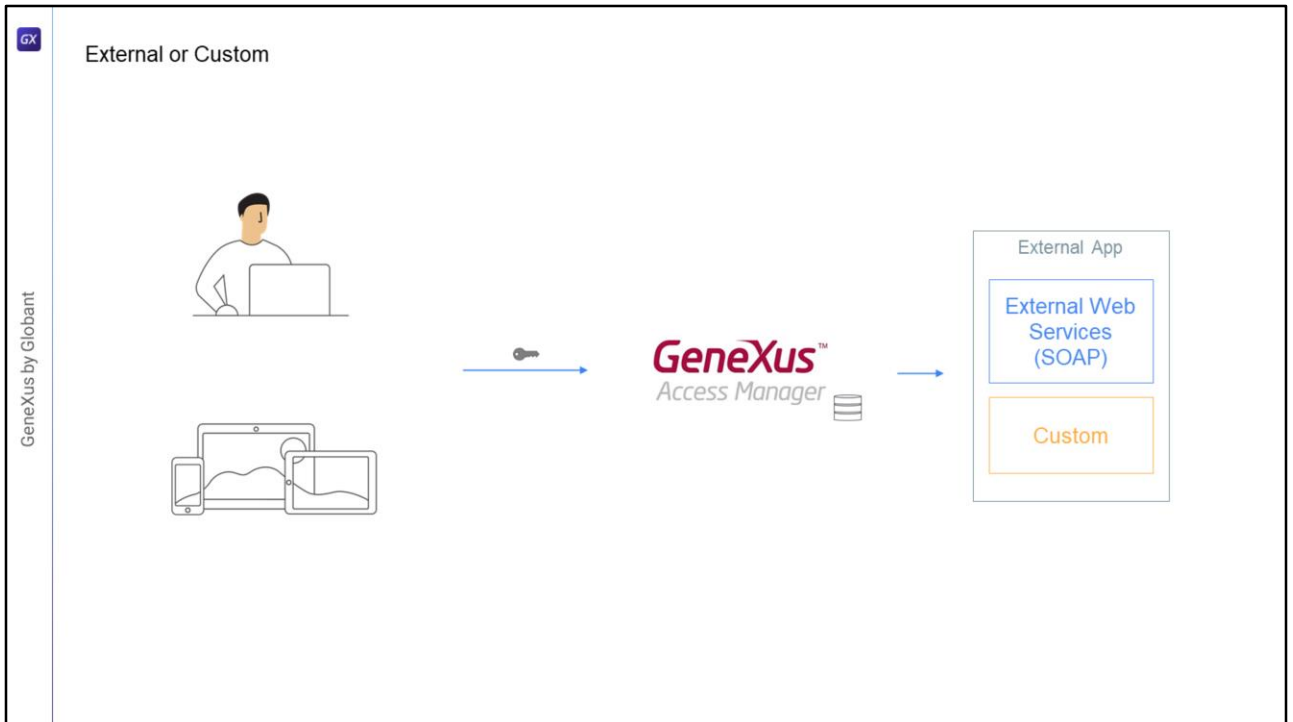 GX
External or Custom
GeneXus by Globant
GeneXus™
Access Manager
External App
External Web
Services
(SOAP)
Custom